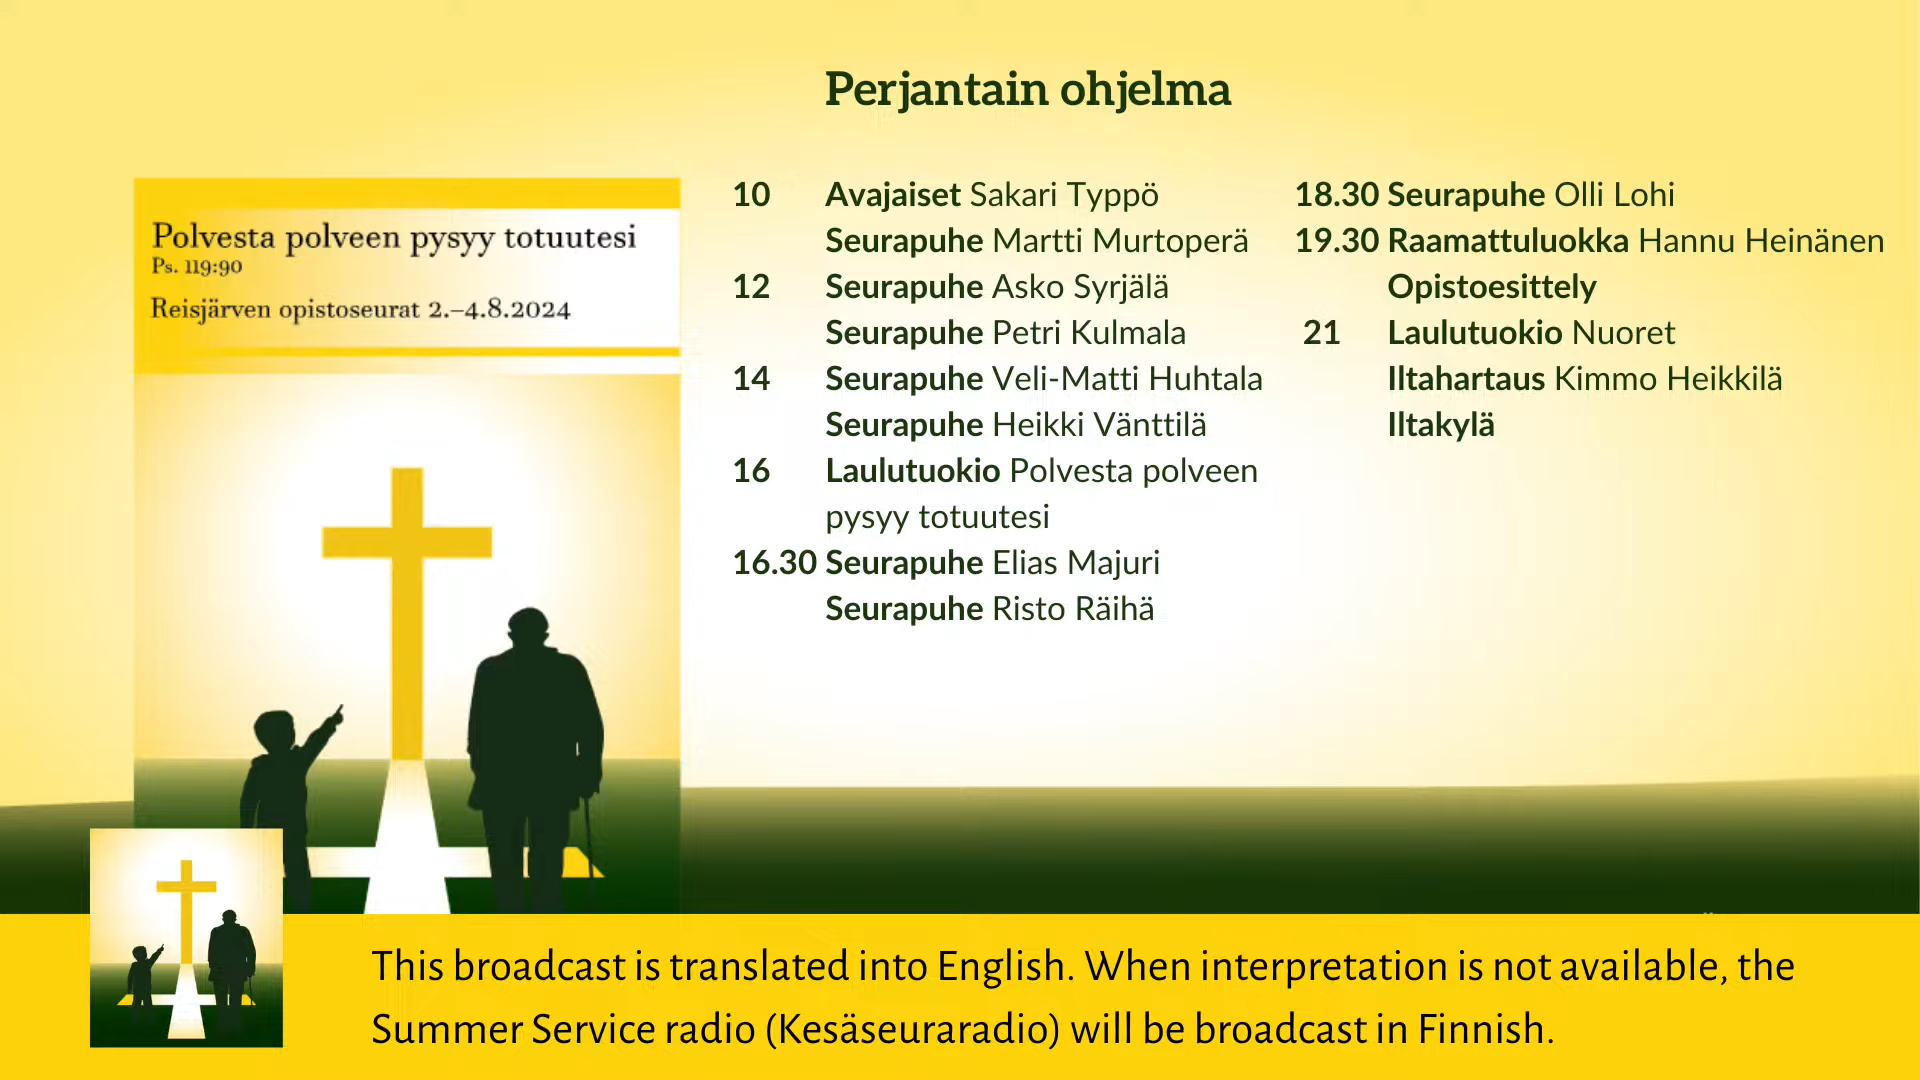 Perjantain ohjelma
Polvesta polveen pysyy totuutesi
Ps. 119:90
Reisjärven opistoseurat 2.–4.8.2024
10 Avajaiset Sakari Typpö
Seurapuhe Martti Murtoperä
12 Seurapuhe Asko Syrjälä
Seurapuhe Petri Kulmala
14 Seurapuhe Veli-Matti Huhtala
Seurapuhe Heikki Vänttilä
16 Laulutuokio Polvesta polveen
pysyy totuutesi
16.30 Seurapuhe Elias Majuri
Seurapuhe Risto Räihä
18.30 Seurapuhe Olli Lohi
19.30 Raamattuluokka Hannu Heinänen
Opistoesittely
21 Laulutuokio Nuoret
Iltahartaus Kimmo Heikkilä
Iltakylä
This broadcast is translated into English. When interpretation is not available, the
Summer Service radio (Kesäseuraradio) will be broadcast in Finnish.